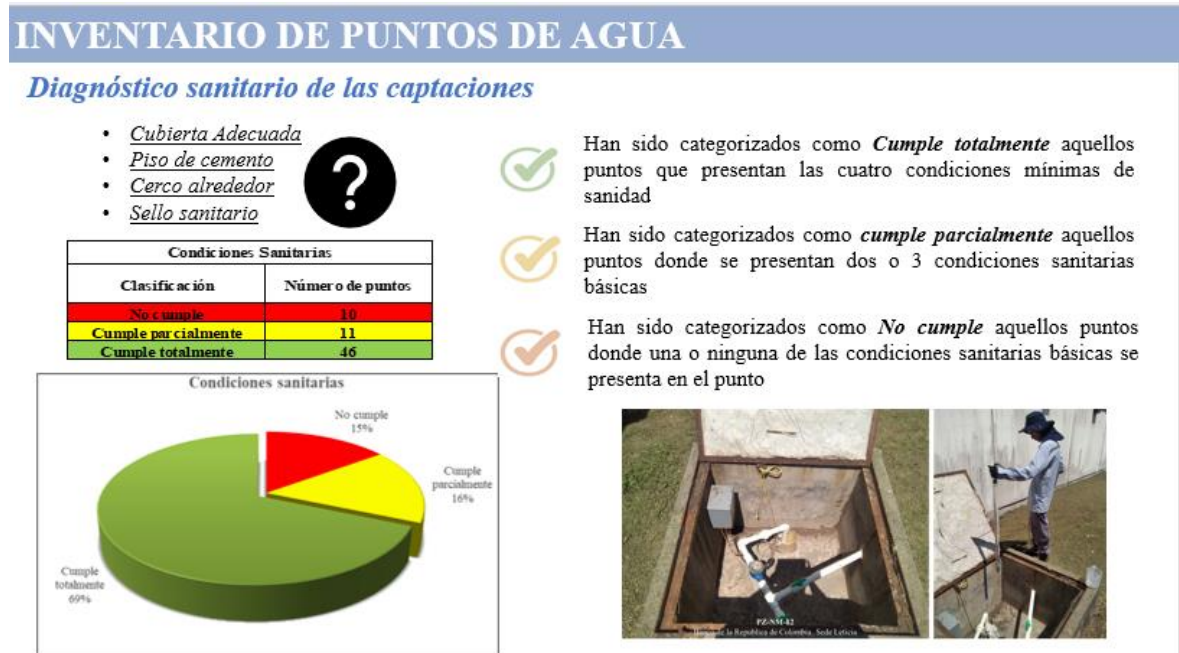 INVENTARIO DE PUNTOS DE AGUA
Diagnóstico sanitario de las captaciones
• Cubierta Adecuada
• Piso de cemento
• Cerco alrededor
• Sello sanitario
?
Condiciones Sanitarias
Clasificación Número de puntos
No cumple 10
Cumple parcialmente 11
Cumple totalmente 46
Condiciones sanitarias
No cumple
15%
Cumple
parcialmente
16%
Cumple
totalmente
69%
Han sido categorizados como Cumple totalmente aquellos
puntos que presentan las cuatro condiciones mínimas de
sanidad
Han sido categorizados como cumple parcialmente aquellos
puntos donde se presentan dos o 3 condiciones sanitarias
básicas
Han sido categorizados como No cumple aquellos puntos
donde una o ninguna de las condiciones sanitarias básicas se
presenta en el punto
PZ-NM-82
de la Republica de Colombia. Sede Leticia